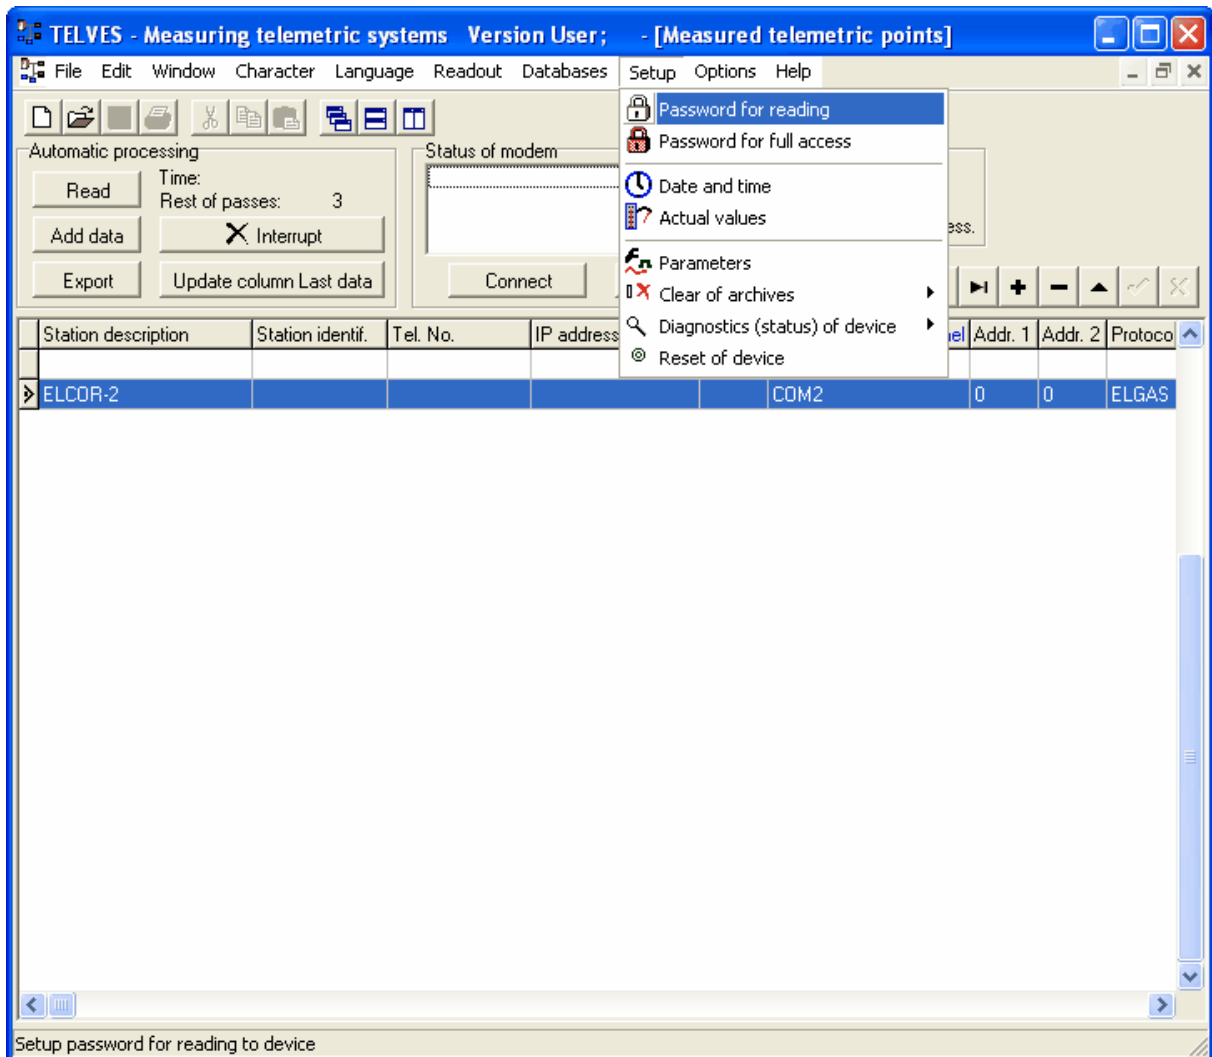 TELVES - Measuring telemetric systems Version User; - [Measured telemetric points]
File Edit Window Character Language Readout Databases Setup Options Help
Password for reading
Password for full access
Date and time
Actual values
Parameters
Clear of archives
Diagnostics (status) of device
Reset of device
Automatic processing
Read
Time:
Rest of passes: 3
Add data
Interrupt
Export
Update column Last data
Status of modem
Connect
Station description Station identif. Tel. No. IP address Addr. 1 Addr. 2 Protoco
ELCOR-2 COM2 0 0 ELGAS
Setup password for reading to device